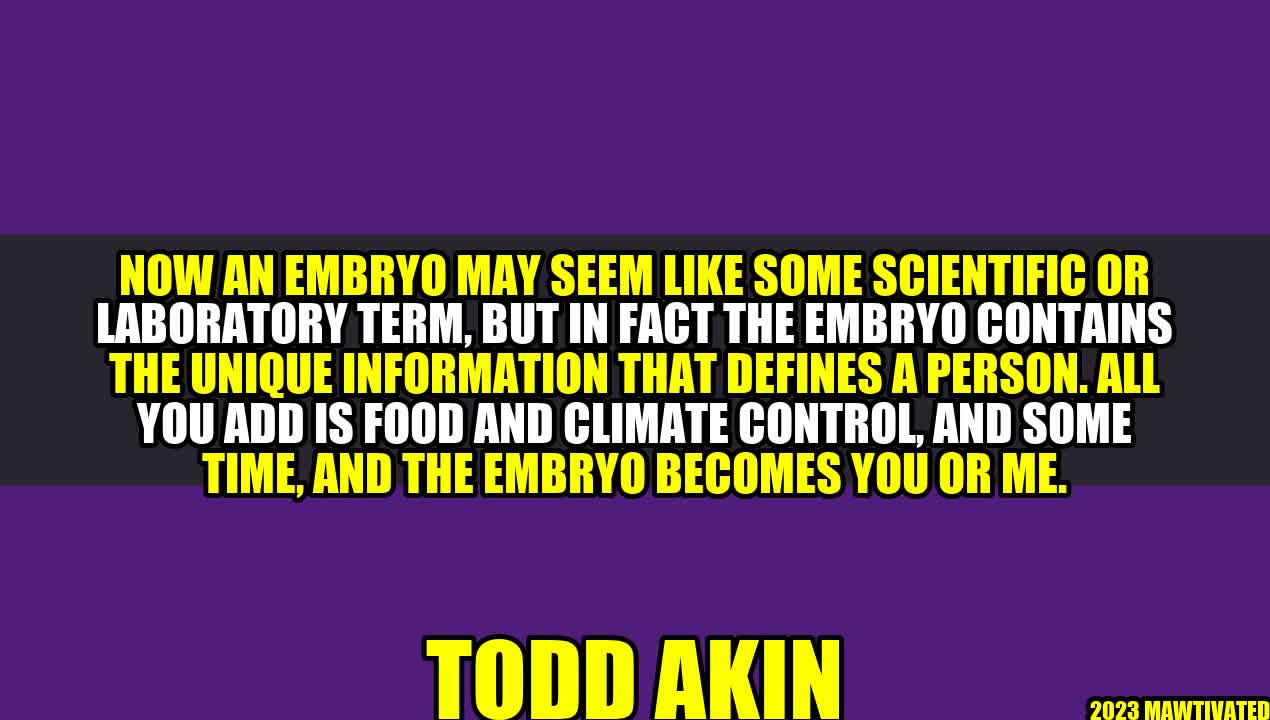 NOW AN EMBRYO MAY SEEM LIKE SOME SCIENTIFIC OR
LABORATORY TERM, BUT IN FACT THE EMBRYO CONTAINS
THE UNIQUE INFORMATION THAT DEFINES A PERSON. ALL
YOU ADD IS FOOD AND CLIMATE CONTROL, AND SOME
TIME, AND THE EMBRYO BECOMES YOU OR ME.
TODD AKIN
2023 MAWTIVATED